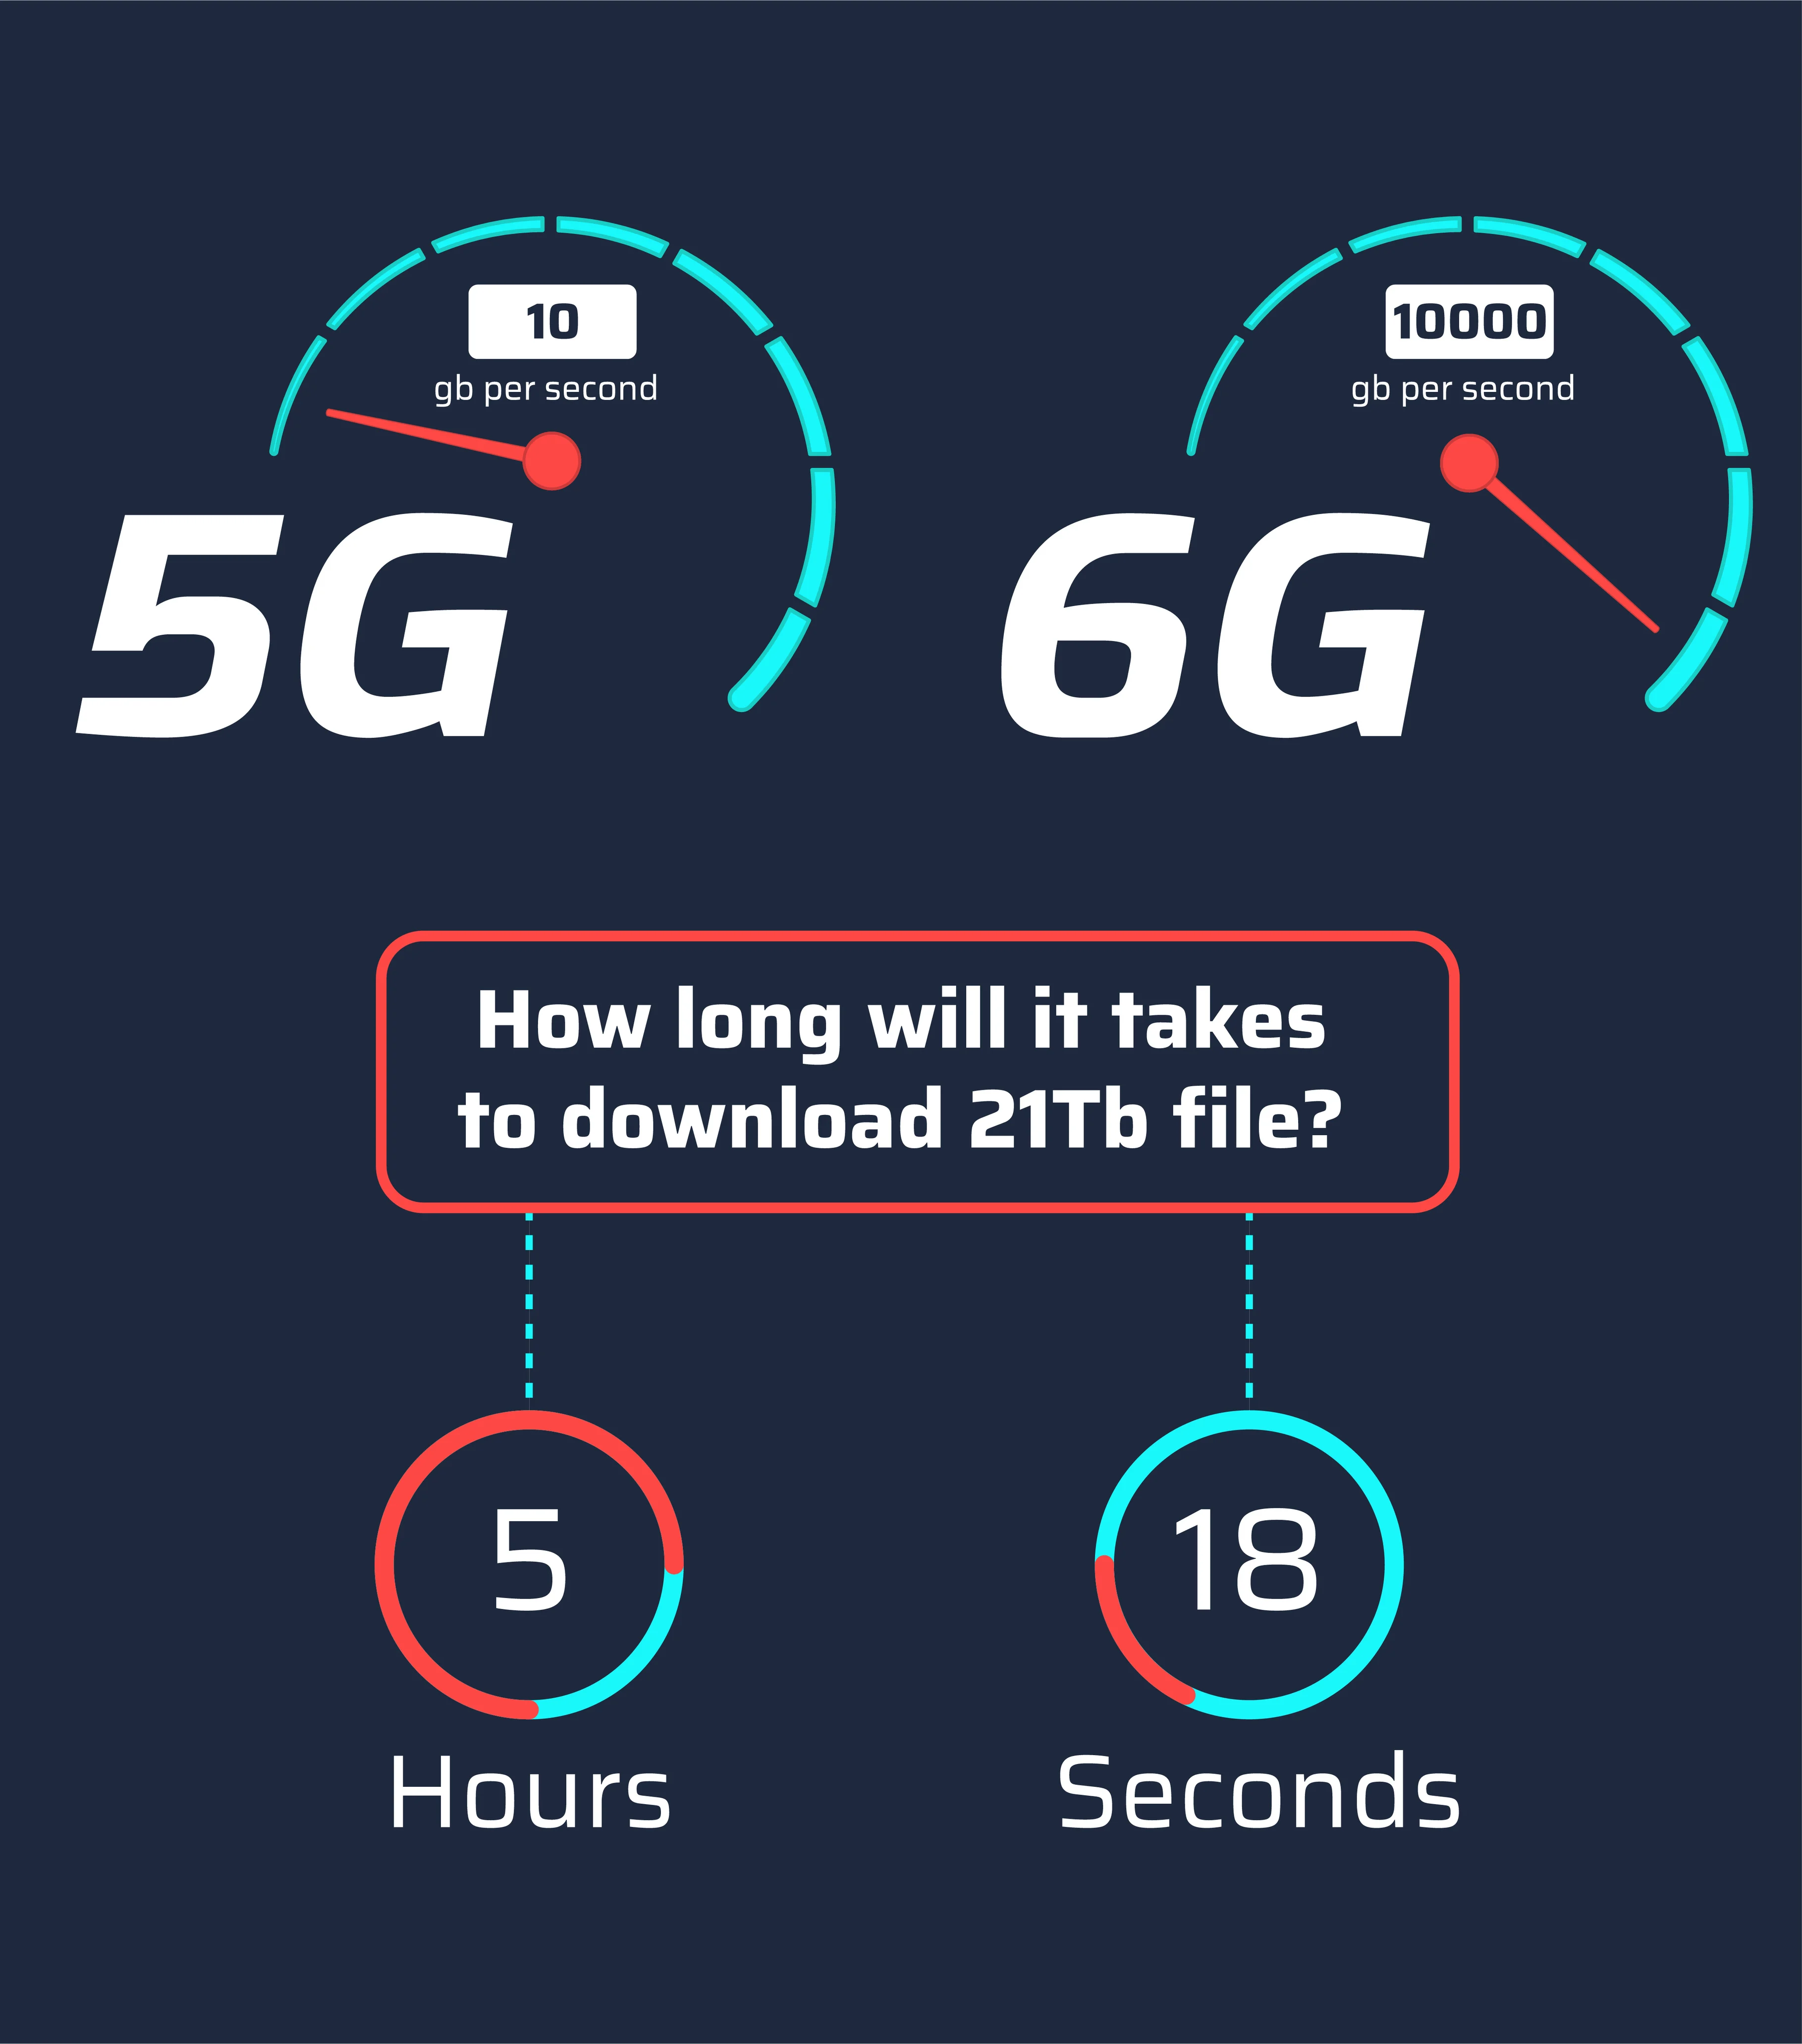 10
gb per second
5G
10000
gb per second
6G
How long will it takes
to download 21Tb file?
5
Hours
18
Seconds